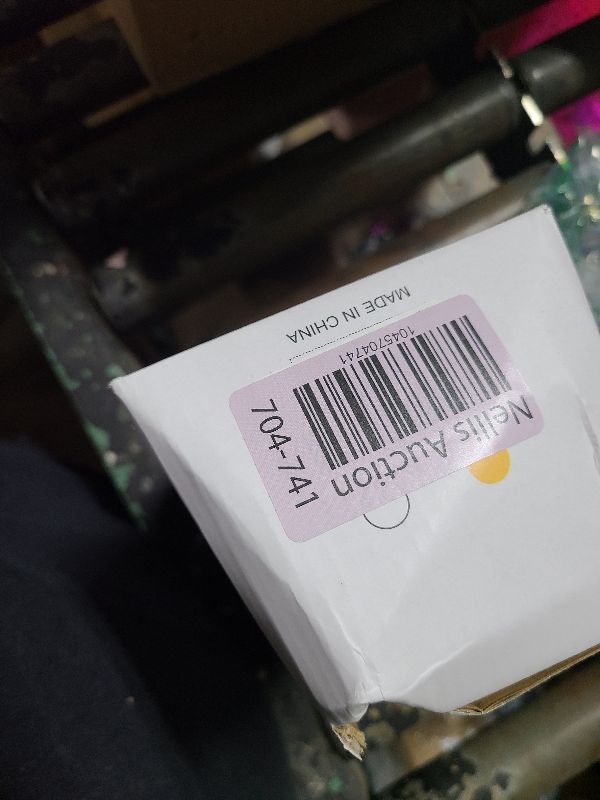 Nellis Auction
1045704741
704-741
MADE IN CHINA